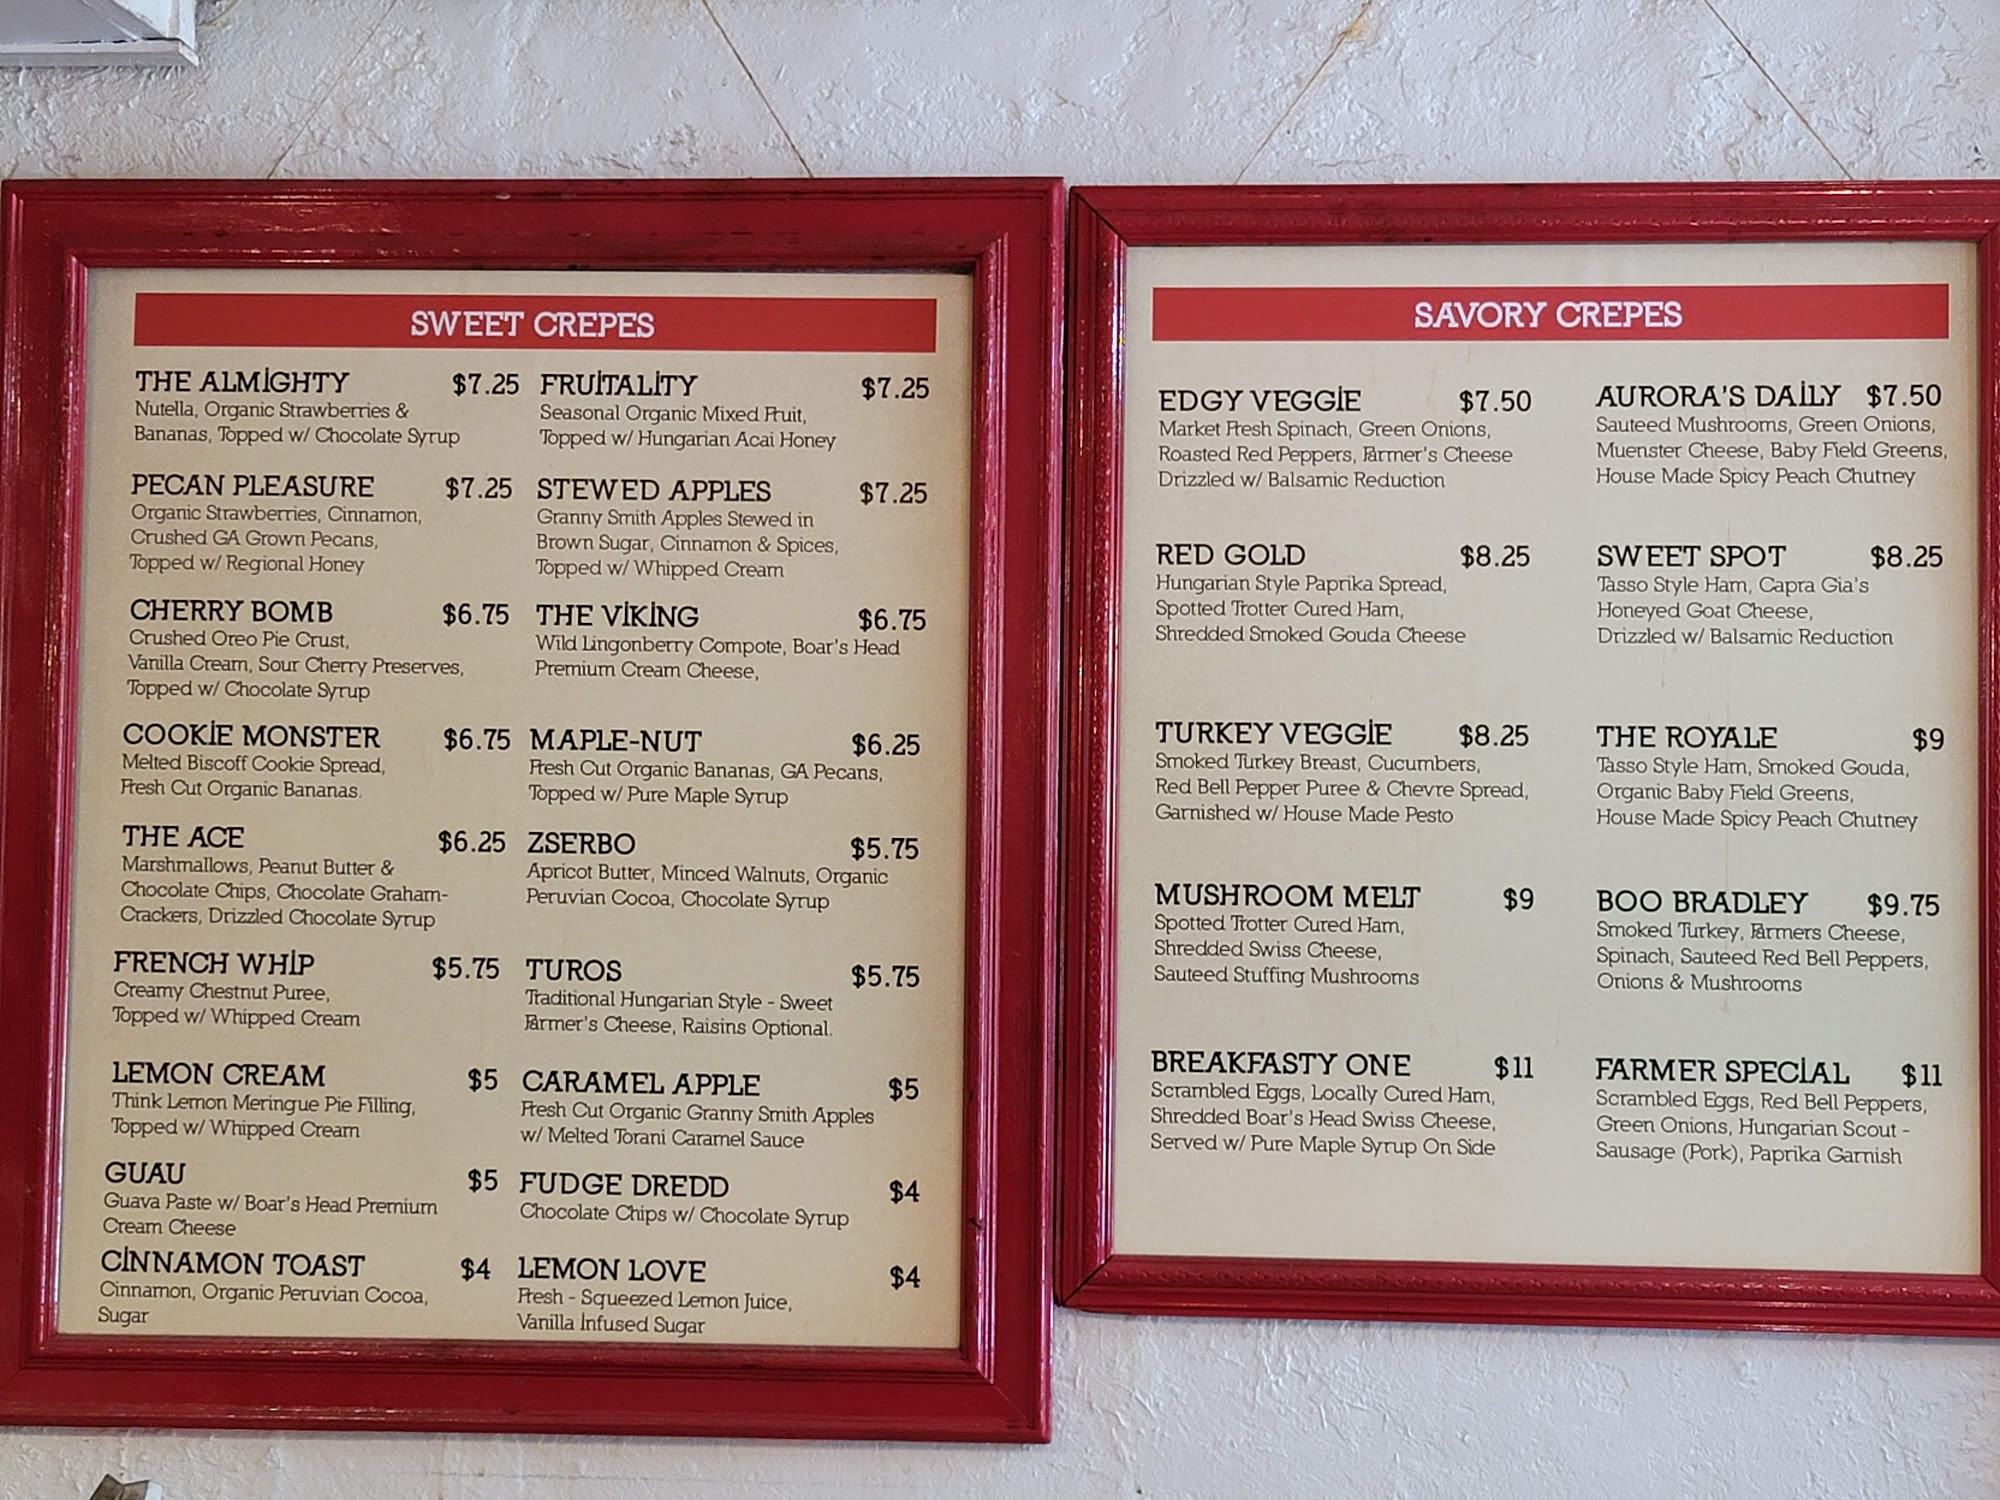 SWEET CREPES
THE ALMIGHTY $7.25
Nutella, Organic Strawberries &
Bananas, Topped w/ Chocolate Syrup
PECAN PLEASURE $7.25
Organic Strawberries, Cinnamon,
Crushed GA Grown Pecans,
Topped w/ Regional Honey
CHERRY BOMB $6.75
Crushed Oreo Pie Crust,
Vanilla Cream, Sour Cherry Preserves,
Topped w/ Chocolate Syrup
COOKIE MONSTER $6.75
Melted Biscoff Cookie Spread,
Fresh Cut Organic Bananas.
THE ACE $6.25
Marshmallows, Peanut Butter &
Chocolate Chips, Chocolate Graham-
Crackers, Drizzled Chocolate Syrup
FRENCH WHIP $5.75
Creamy Chestnut Puree,
Topped w/ Whipped Cream
LEMON CREAM $5
Think Lemon Meringue Pie Filling,
Topped w/ Whipped Cream
GUAU $5
Guava Paste w/ Boar's Head Premium
Cream Cheese
CINNAMON TOAST $4
Cinnamon, Organic Peruvian Cocoa,
Sugar
FRUITALITY $7.25
Seasonal Organic Mixed Fruit,
Topped w/ Hungarian Acai Honey
STEWED APPLES $7.25
Granny Smith Apples Stewed in
Brown Sugar, Cinnamon & Spices,
Topped w/ Whipped Cream
THE VIKING $6.75
Wild Lingonberry Compote, Boar's Head
Premium Cream Cheese,
MAPLE-NUT $6.25
Fresh Cut Organic Bananas, GA Pecans,
Topped w/ Pure Maple Syrup
ZSERBO $5.75
Apricot Butter, Minced Walnuts, Organic
Peruvian Cocoa, Chocolate Syrup
TUROS $5.75
Traditional Hungarian Style - Sweet
Farmer's Cheese, Raisins Optional.
CARAMEL APPLE $5
Fresh Cut Organic Granny Smith Apples
w/ Melted Torani Caramel Sauce
FUDGE DREDD $4
Chocolate Chips w/ Chocolate Syrup
LEMON LOVE $4
Fresh - Squeezed Lemon Juice,
Vanilla Infused Sugar
SAVORY CREPES
EDGY VEGGIE $7.50
Market Fresh Spinach, Green Onions,
Roasted Red Peppers, Farmer's Cheese
Drizzled w/ Balsamic Reduction
RED GOLD $8.25
Hungarian Style Paprika Spread,
Spotted Trotter Cured Ham,
Shredded Smoked Gouda Cheese
TURKEY VEGGIE $8.25
Smoked Turkey Breast, Cucumbers,
Red Bell Pepper Puree & Chevre Spread,
Garnished w/ House Made Pesto
MUSHROOM MELT $9
Spotted Trotter Cured Ham,
Shredded Swiss Cheese,
Sauteed Stuffing Mushrooms
BREAKFASTY ONE $11
Scrambled Eggs, Locally Cured Ham,
Shredded Boar's Head Swiss Cheese,
Served w/ Pure Maple Syrup On Side
AURORA'S DAILY $7.50
Sauteed Mushrooms, Green Onions,
Muenster Cheese, Baby Field Greens,
House Made Spicy Peach Chutney
SWEET SPOT $8.25
Tasso Style Ham, Capra Gia's
Honeyed Goat Cheese,
Drizzled w/ Balsamic Reduction
THE ROYALE $9
Tasso Style Ham, Smoked Gouda,
Organic Baby Field Greens,
House Made Spicy Peach Chutney
BOO BRADLEY $9.75
Smoked Turkey, Farmers Cheese,
Spinach, Sauteed Red Bell Peppers,
Onions & Mushrooms
FARMER SPECIAL $11
Scrambled Eggs, Red Bell Peppers,
Green Onions, Hungarian Scout -
Sausage (Pork), Paprika Garnish